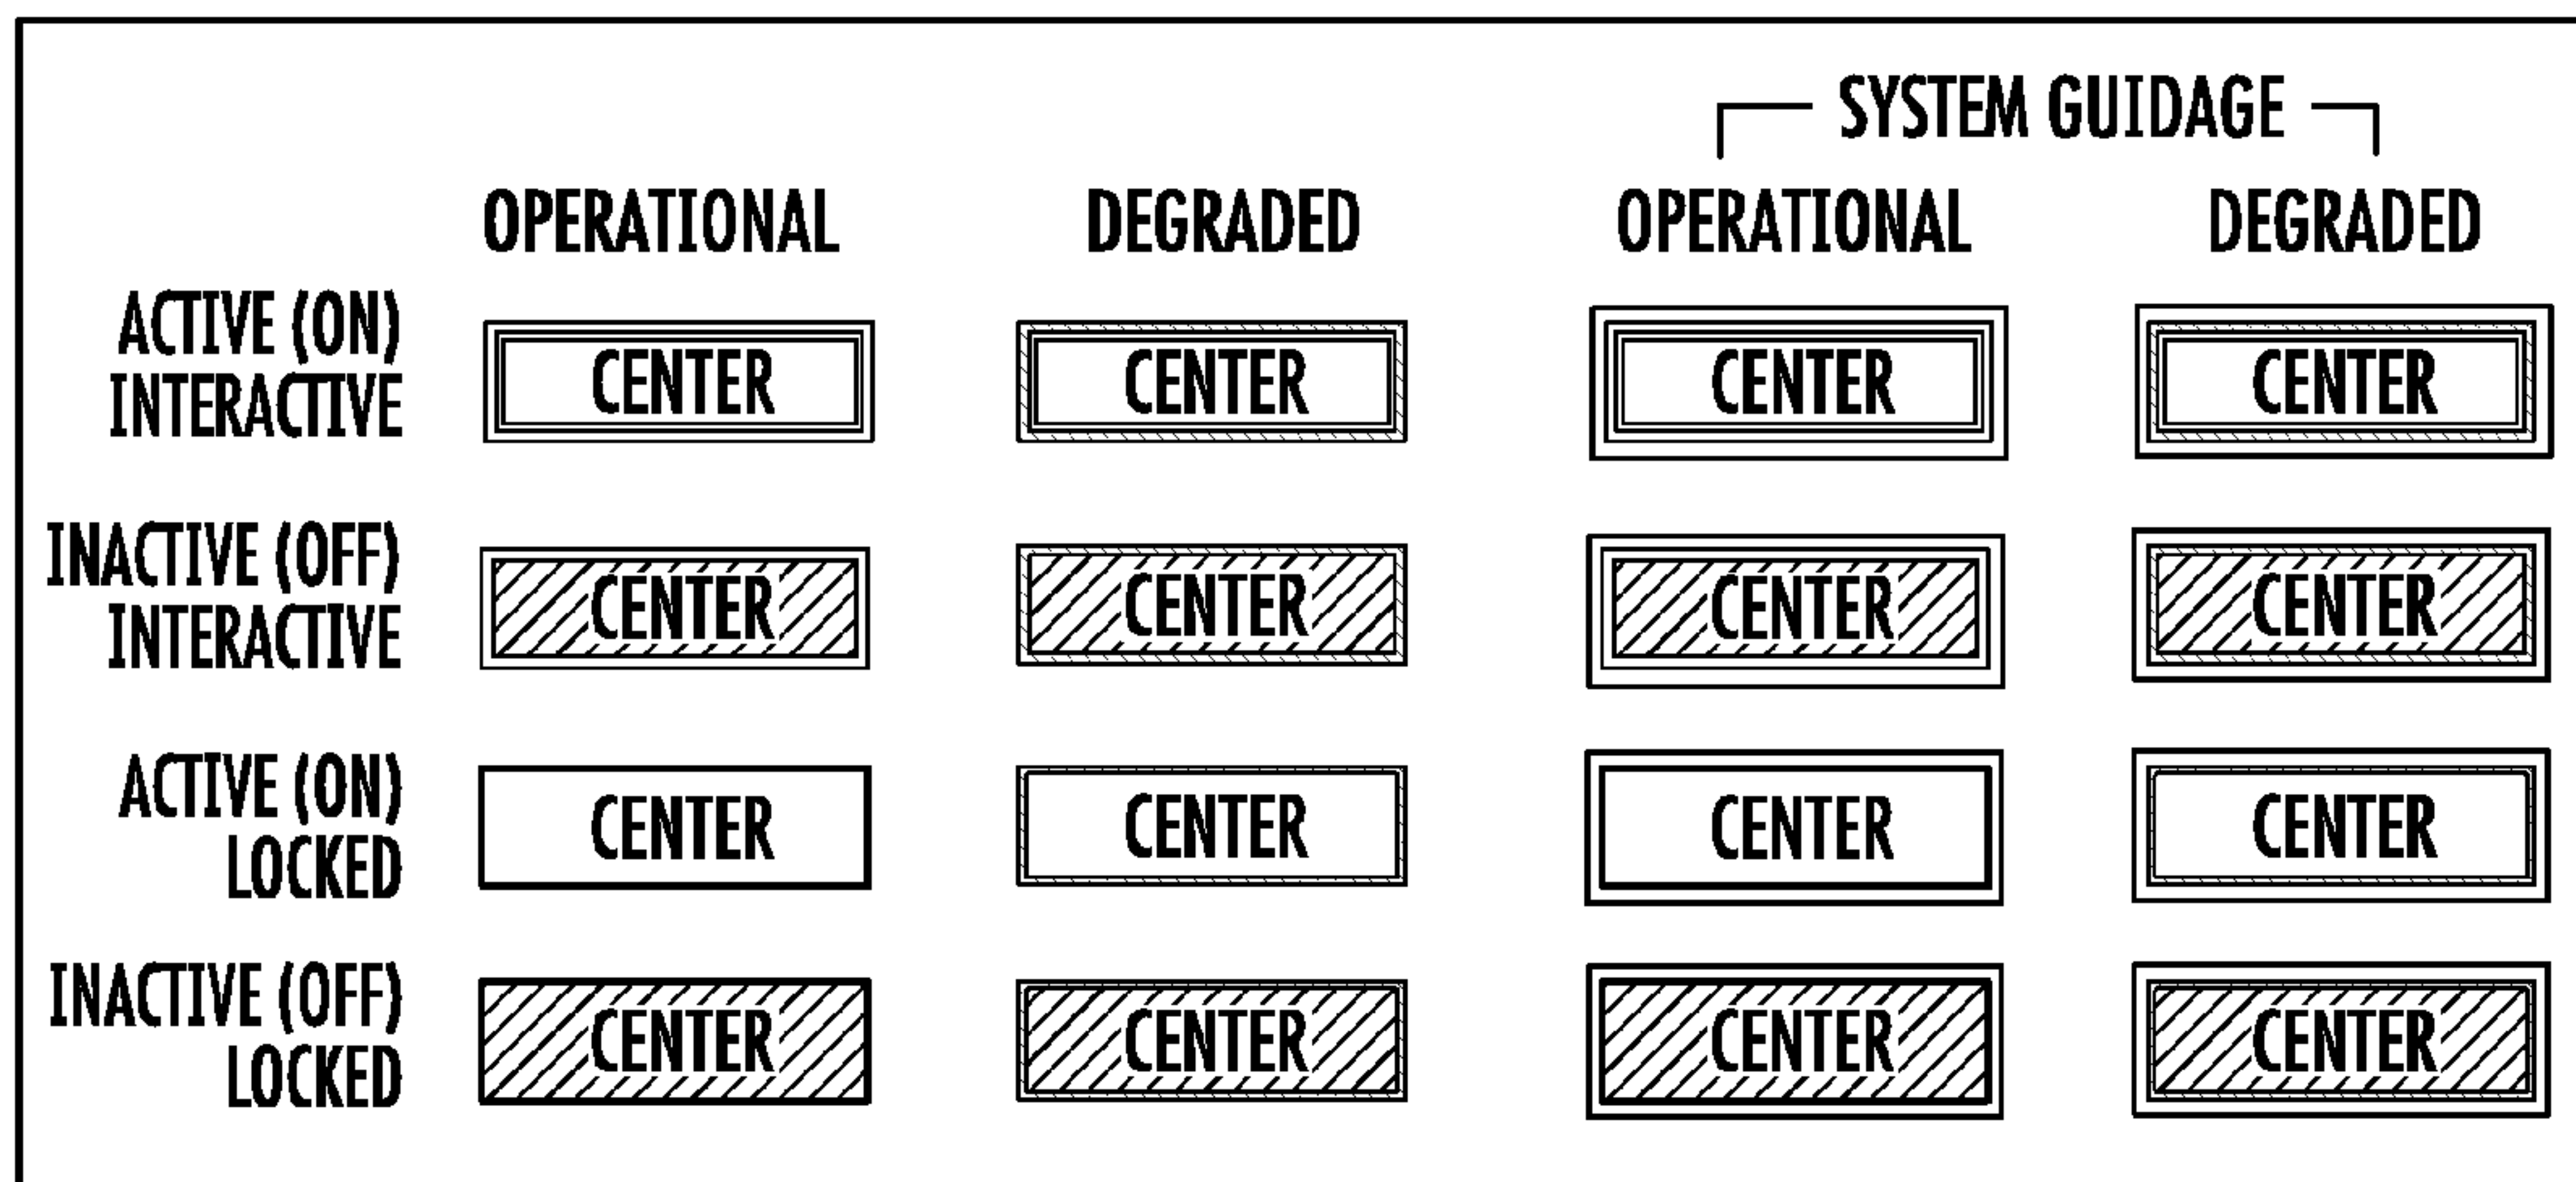 SYSTEM GUIDAGE
OPERATIONAL DEGRADED OPERATIONAL DEGRADED
ACTIVE (ON)
INTERACTIVE
CENTER CENTER CENTER CENTER
INACTIVE (OFF)
INTERACTIVE
CENTER CENTER CENTER CENTER
ACTIVE (ON)
LOCKED
CENTER CENTER CENTER CENTER
INACTIVE (OFF)
LOCKED
CENTER CENTER CENTER CENTER